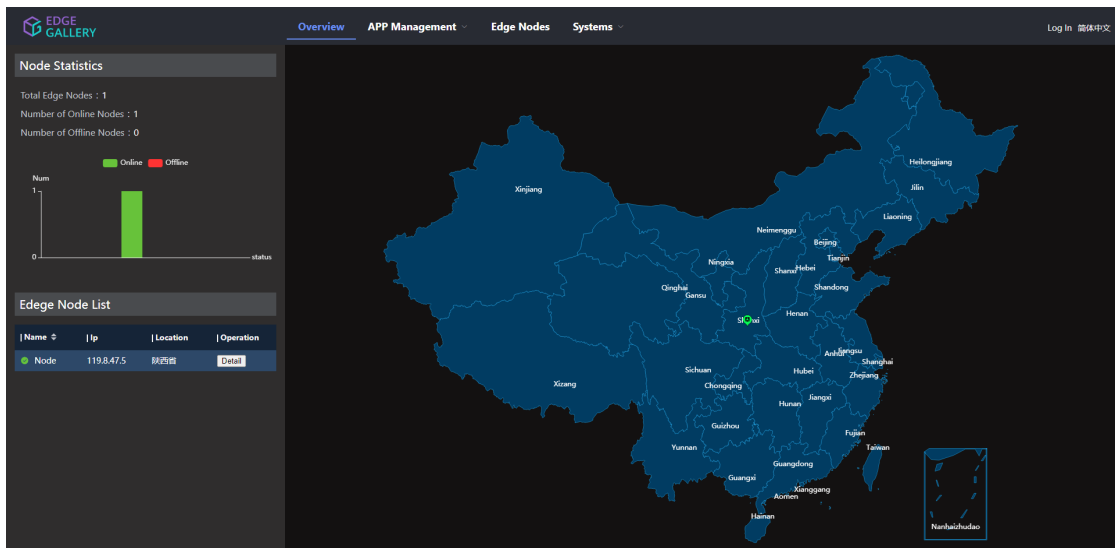 EDGE
GALLERY
Overview
APP Management
Edge Nodes
Systems
Log In 简体中文
Node Statistics
Total Edge Nodes : 1
Number of Online Nodes : 1
Number of Offline Nodes : 0
Online Offline
Num
1
0
status
Edege Node List
|Name |Ip |Location |Operation
Node 119.8.47.5 陕西省 Detail
Heilongjiang
Jilin
Xinjiang
Liaoning
Neimenggu
Beijing
Tianjin
Ningxia
Shanxi
Hebei
Qinghai
Gansu
Shandong
Henan
Anhui
Jiangsu
Shanghai
Sichuan
Hubei
Zhejiang
Xizang
Chongqing
Hunan
Jiangxi
Guizhou
Fujian
Yunnan
Taiwan
Guangdong
Guangxi
Xianggang
Aomen
Hainan
Nanhaizhudao